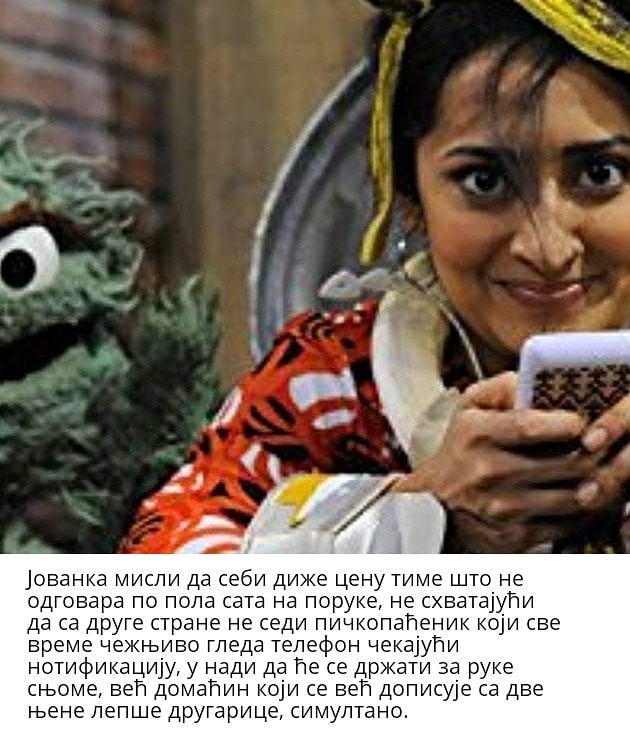 Јованка мисли да себи диже цену тиме што не
одговара по пола сата на поруке, не схватајући
да са друге стране не седи пичкопаћеник који све
време чежњиво гледа телефон чекајући
нотификацију, у нади да ће се држати за руке
сњоме, већ домаћин који се већ дописује са две
њене лепше другарице, симултано.